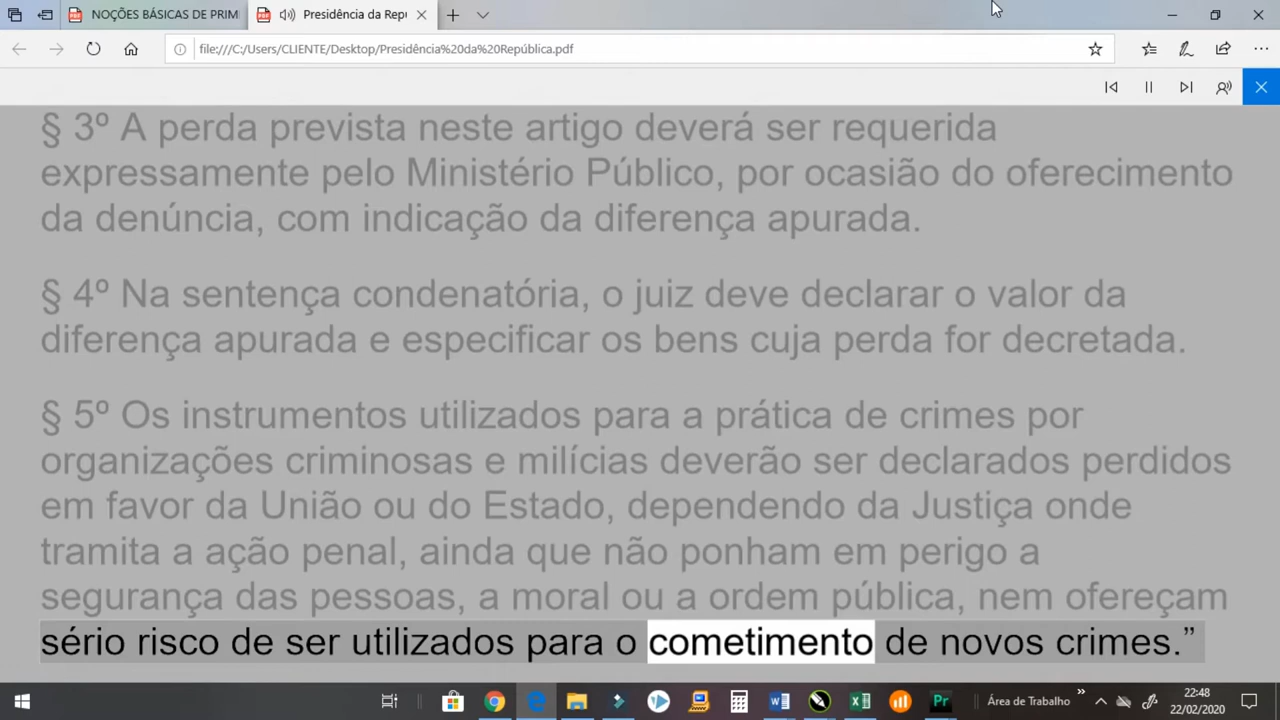 NOÇÕES BÁSICAS DE PRIM
Presidência da Repú
file:///C:/Users/CLIENTE/Desktop/Presidência%20da%20República.pdf
§ 3º A perda prevista neste artigo deverá ser requerida
expressamente pelo Ministério Público, por ocasião do oferecimento
da denúncia, com indicação da diferença apurada.
§ 4º Na sentença condenatória, o juiz deve declarar o valor da
diferença apurada e especificar os bens cuja perda for decretada.
§ 5º Os instrumentos utilizados para a prática de crimes por
organizações criminosas e milícias deverão ser declarados perdidos
em favor da União ou do Estado, dependendo da Justiça onde
tramita a ação penal, ainda que não ponham em perigo a
segurança das pessoas, a moral ou a ordem pública, nem ofereçam
sério risco de ser utilizados para o cometimento de novos crimes.”
Pr
Área de Trabalho
22:48
22/02/2020